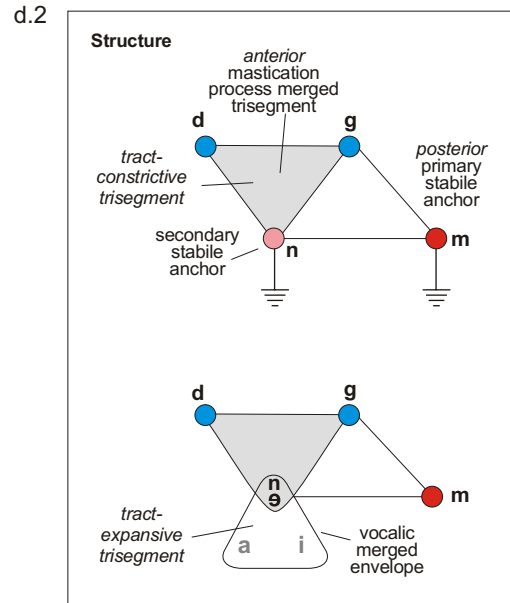 d.2
Structure
anterior
mastication
process merged
trisegment
d
g
tract-
constrictive
trisegment
posterior
primary
stabile
anchor
secondary
stabile
anchor
n
m
d
g
n
ɘ
m
tract-
expansive
trisegment
a
i
vocalic
merged
envelope